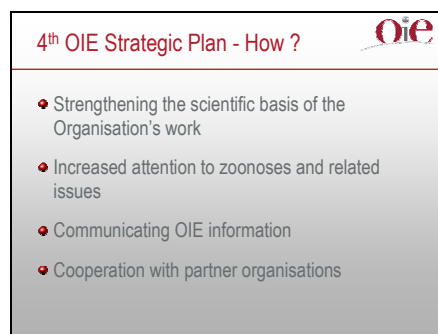 4th OIE Strategic Plan - How ?
Oie
Strengthening the scientific basis of the
Organisation's work
Increased attention to zoonoses and related
issues
Communicating OIE information
Cooperation with partner organisations